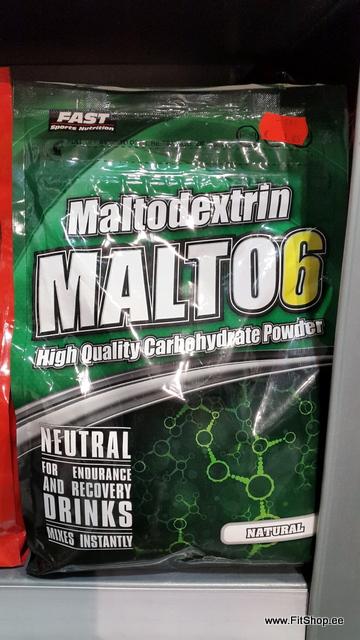 FAST
Sports Nutrition
Maltodextrin
MALTO6
High Quality Carbohydrate Powder
NEUTRAL
FOR ENDURANCE
AND RECOVERY
DRINKS
MIXES INSTANTLY
NATURAL
www.FitShop.ee